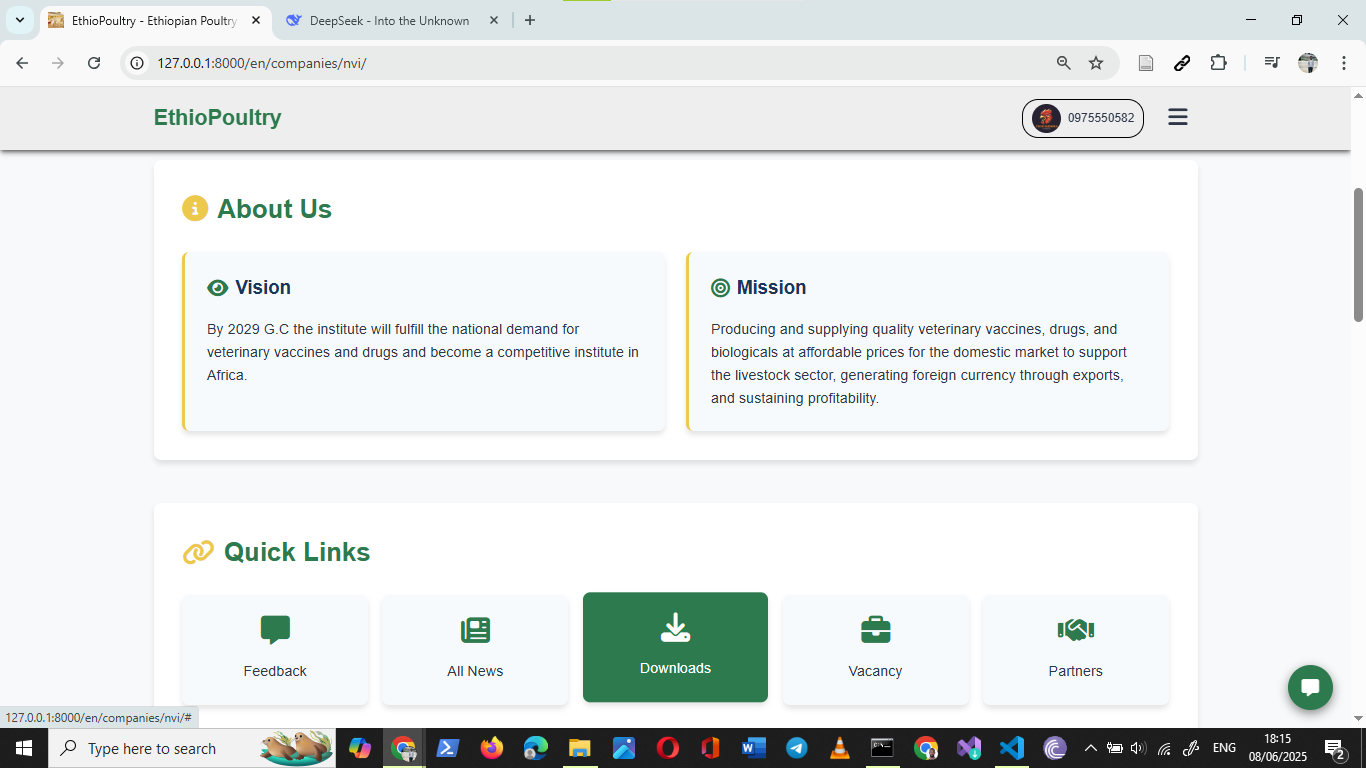 EthioPoultry - Ethiopian Poultry
DeepSeek - Into the Unknown
127.0.0.1:8000/en/companies/nvi/
EthioPoultry
0975550582
About Us
Vision
By 2029 G.C the institute will fulfill the national demand for
veterinary vaccines and drugs and become a competitive institute in
Africa.
Mission
Producing and supplying quality veterinary vaccines, drugs, and
biologicals at affordable prices for the domestic market to support
the livestock sector, generating foreign currency through exports,
and sustaining profitability.
Quick Links
Feedback
All News
Downloads
Vacancy
Partners
127.0.0.1:8000/en/companies/nvi/#
Type here to search
ENG
18:15
08/06/2025
2